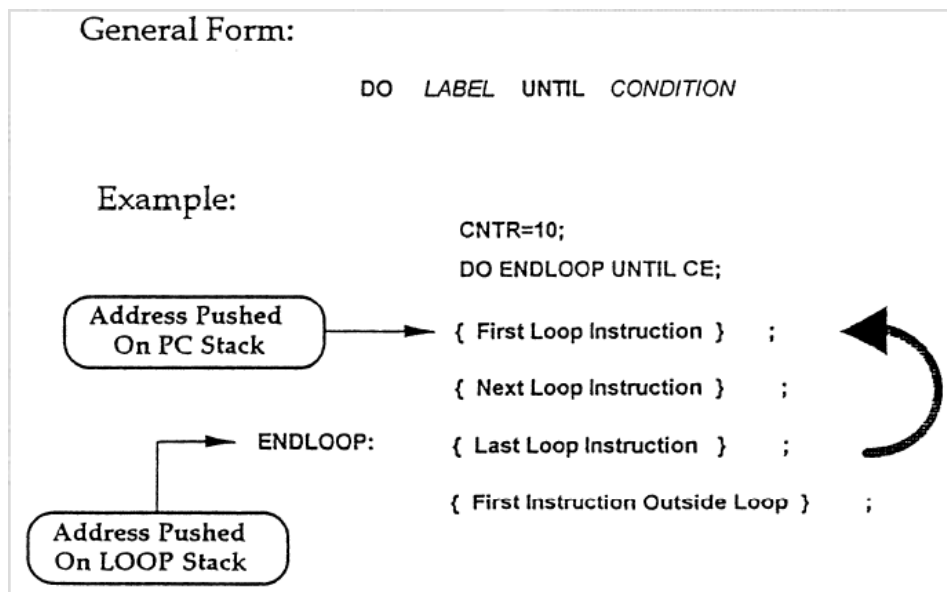 General Form:
DO LABEL UNTIL CONDITION
Example:
CNTR=10;
DO ENDLOOP UNTIL CE;
Address Pushed
On PC Stack
{ First Loop Instruction } ;
{ Next Loop Instruction } ;
ENDLOOP: { Last Loop Instruction } ;
{ First Instruction Outside Loop } ;
Address Pushed
On LOOP Stack